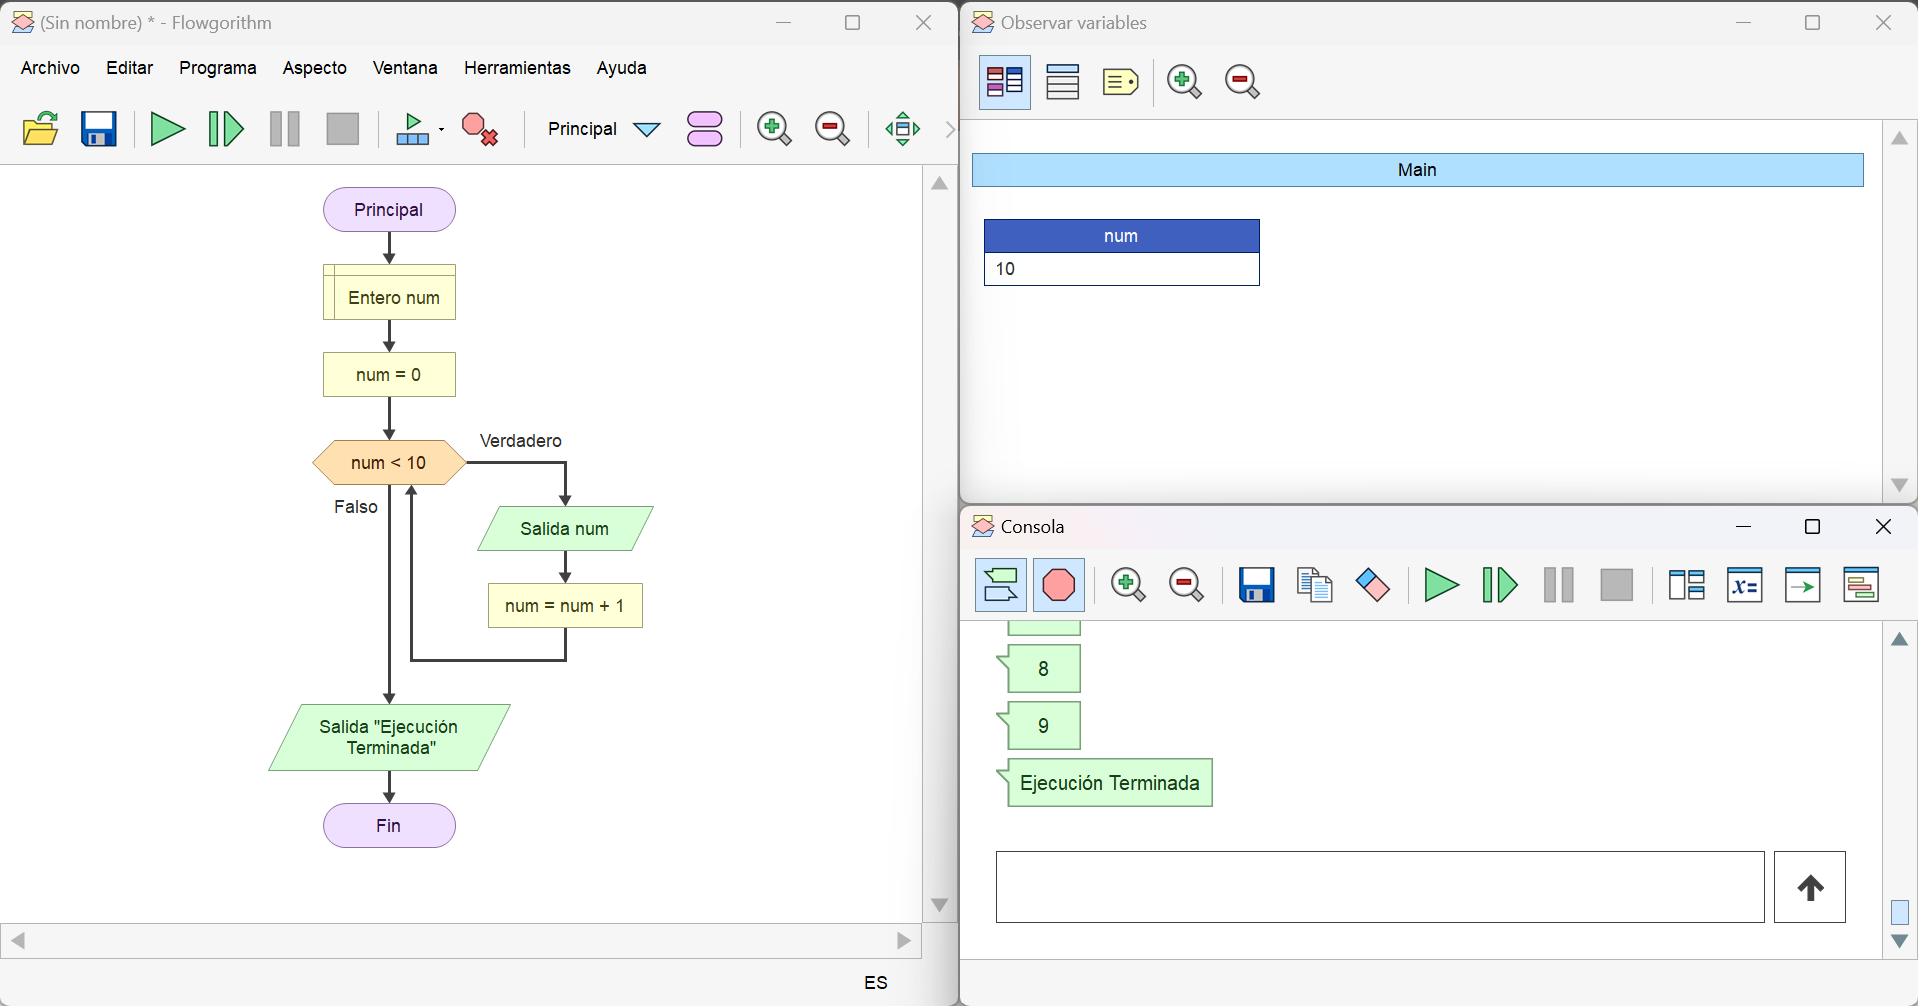 (Sin nombre) * - Flowgorithm
Archivo Editar Programa Aspecto Ventana Herramientas Ayuda
Principal
Principal
Entero num
num = 0
num < 10
Verdadero
Falso
Salida num
num = num + 1
Salida "Ejecución
Terminada"
Fin
ES
Observar variables
Main
num
10
Consola
x=
8
9
Ejecución Terminada